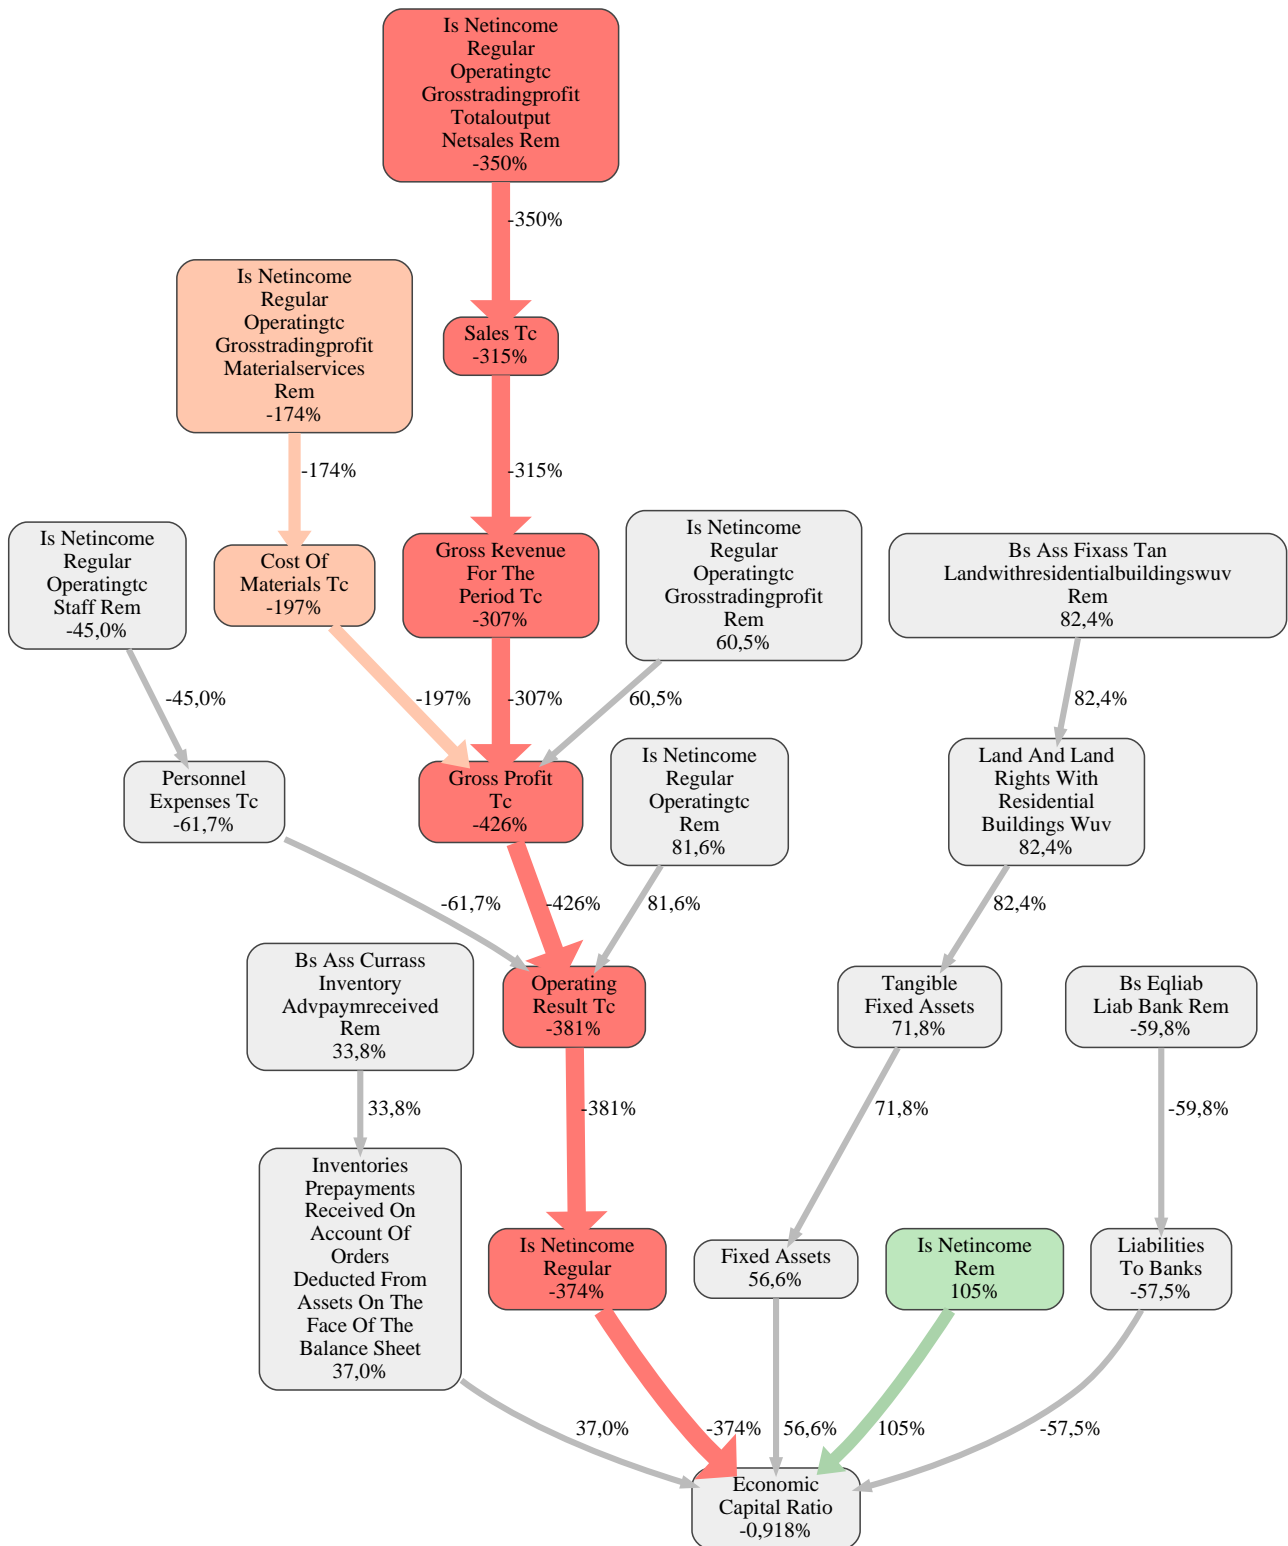 Is Netincome
Regular
Operatingtc
Grosstradingprofit
Totaloutput
Netsales Rem
-350%
-350%
Is Netincome
Regular
Operatingtc
Grosstradingprofit
Materialservices
Rem
-174%
Sales Tc
-315%
-174%
-315%
Is Netincome
Regular
Operatingtc
Staff Rem
-45,0%
Cost Of
Materials Tc
-197%
Gross Revenue
For The
Period Tc
-307%
Is Netincome
Regular
Operatingtc
Grosstradingprofit
Rem
60,5%
Bs Ass Fixass Tan
Landwithresidentialbuildingswuv
Rem
82,4%
-45,0%
-197%
-307%
60,5%
82,4%
Personnel
Expenses Tc
-61,7%
Gross Profit
Tc
-426%
Is Netincome
Regular
Operatingtc
Rem
81,6%
Land And Land
Rights With
Residential
Buildings Wuv
82,4%
-61,7%
-426%
81,6%
82,4%
Bs Ass Currass
Inventory
Advpaymreceived
Rem
33,8%
Operating
Result Tc
-381%
Tangible
Fixed Assets
71,8%
Bs Eqliab
Liab Bank Rem
-59,8%
33,8%
-381%
71,8%
-59,8%
Inventories
Prepayments
Received On
Account Of
Orders
Deducted From
Assets On The
Face Of The
Balance Sheet
37,0%
Is Netincome
Regular
-374%
Fixed Assets
56,6%
Is Netincome
Rem
105%
Liabilities
To Banks
-57,5%
37,0%
-374%
56,6%
105%
-57,5%
Economic
Capital Ratio
-0,918%